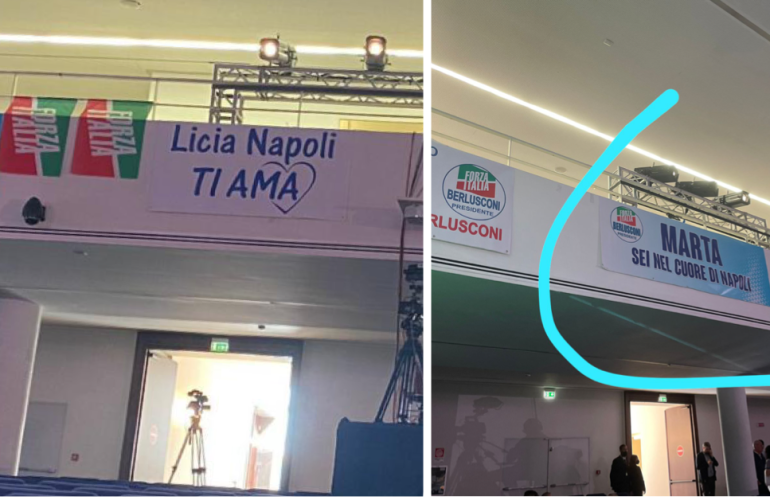 FORZA
ITALIA
FORZA
ITALIA
Licia Napoli
TI AMA
FORZA
ITALIA
BERLUSCONI
PRESIDENTE
BERLUSCONI
FORZA
ITALIA
BERLUSCONI
MARTA
SEI NEL CUORE DI NAPOLI